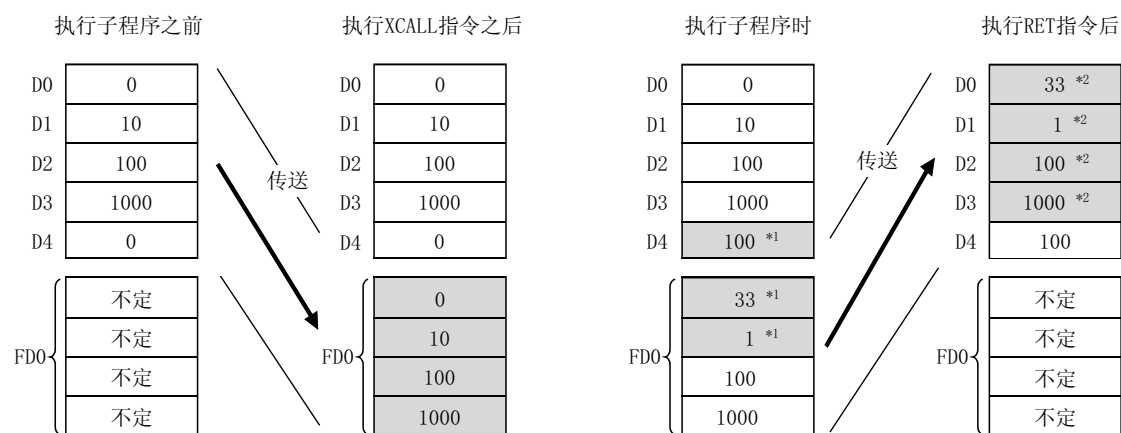 执行子程序之前 执行XCALL指令之后 执行子程序时 执行RET指令后
D0 0 D0 0 D0 0 D0 33 *2
D1 10 D1 10 D1 10 D1 1 *2
D2 100 D2 100 D2 100 D2 100 *2
传送 传送
D3 1000 D3 1000 D3 1000 D3 1000 *2
D4 0 D4 0 D4 100 *1 D4 100
不定 0 33 *1 不定
不定 10 1 *1 不定
FD0 FD0 FD0 FD0
不定 100 100 不定
不定 1000 1000 不定